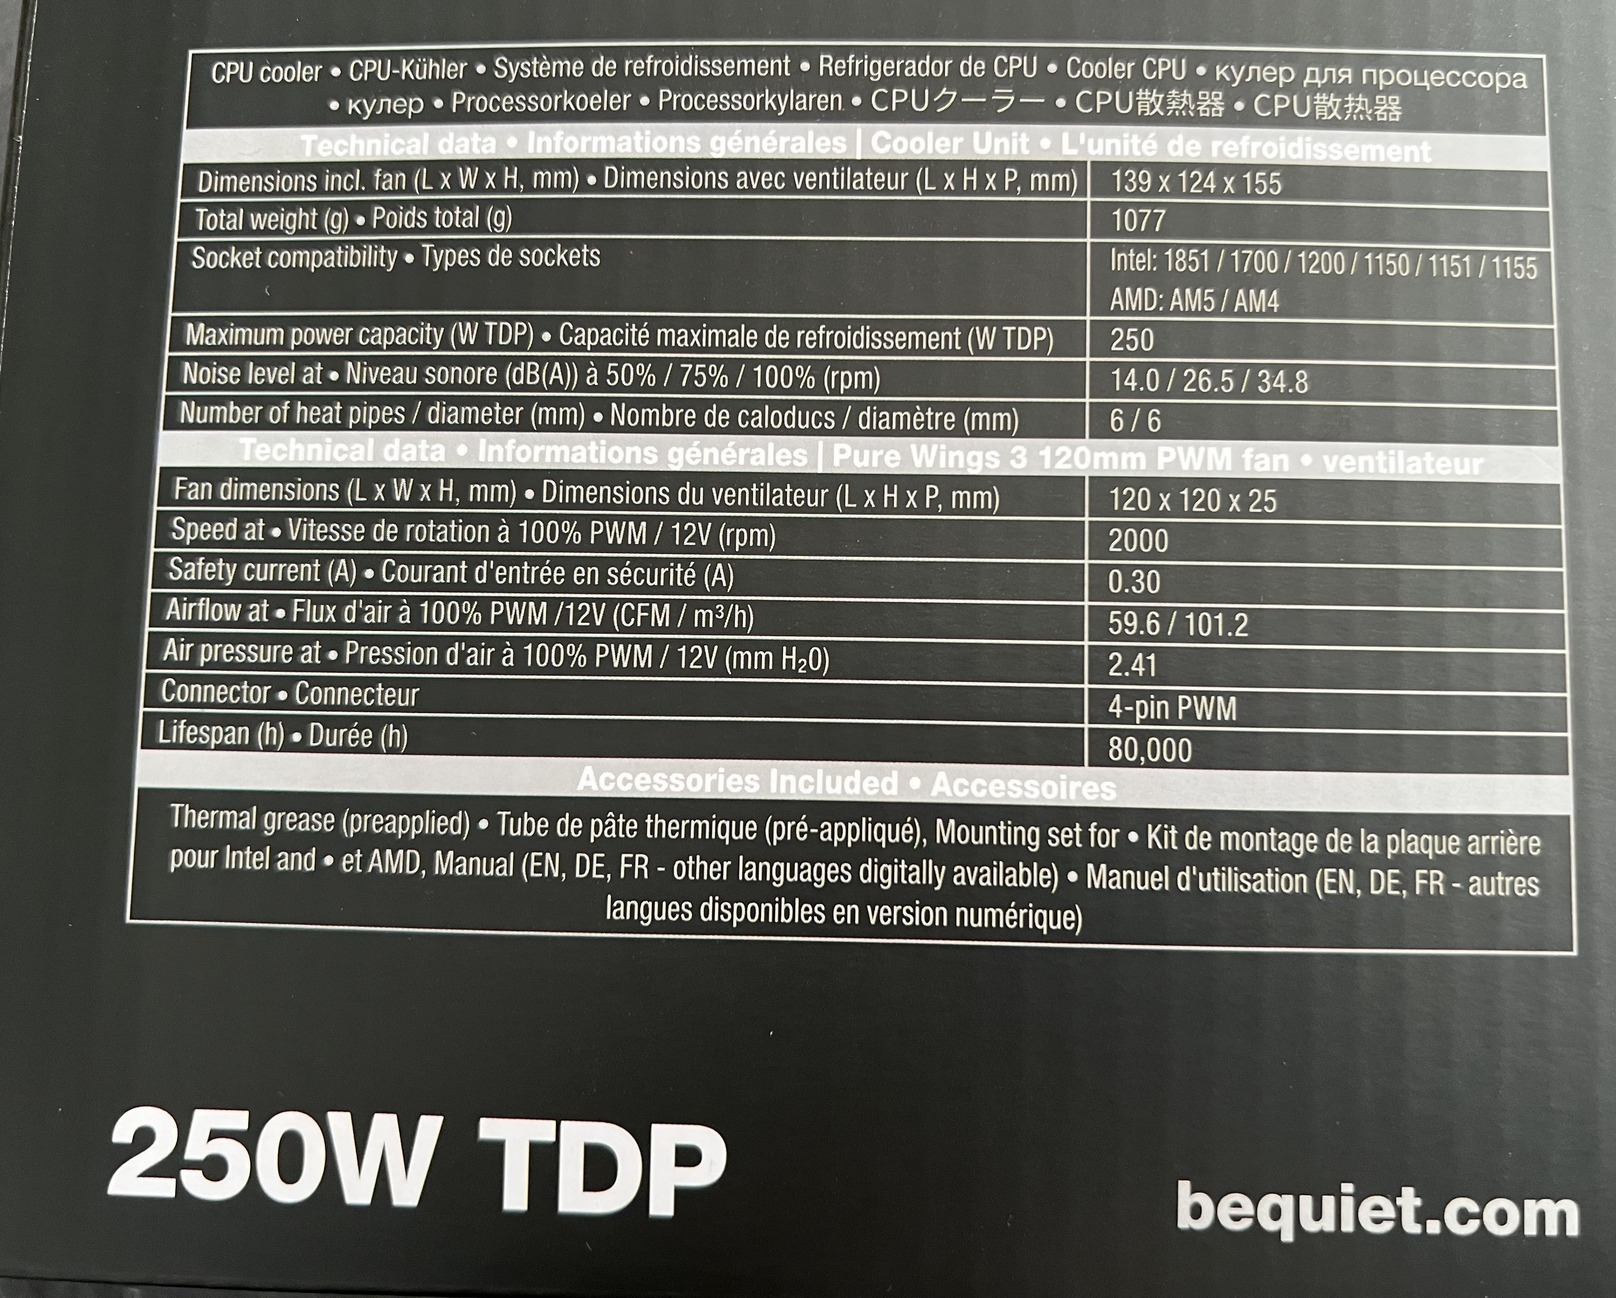 CPU cooler • CPU-Kühler • Système de refroidissement • Refrigerador de CPU • Cooler CPU • кулер для процессора
• кулер • Processorkoeler • Processorkylaren • CPUクーラー • CPU散熱器 • CPU散热器
Technical data • Informations générales | Cooler Unit • L'unité de refroidissement
Dimensions incl. fan (L x W x H, mm) • Dimensions avec ventilateur (L x H x P, mm) 139 x 124 x 155
Total weight (g) • Poids total (g) 1077
Socket compatibility • Types de sockets Intel: 1851 / 1700 / 1200 / 1150 / 1151 / 1155
AMD: AM5 / AM4
Maximum power capacity (W TDP) • Capacité maximale de refroidissement (W TDP) 250
Noise level at • Niveau sonore (dB(A)) à 50% / 75% / 100% (rpm) 14.0 / 26.5 / 34.8
Number of heat pipes / diameter (mm) • Nombre de caloducs / diamètre (mm) 6 / 6
Technical data • Informations générales | Pure Wings 3 120mm PWM fan • ventilateur
Fan dimensions (L x W x H, mm) • Dimensions du ventilateur (L x H x P, mm) 120 x 120 x 25
Speed at • Vitesse de rotation à 100% PWM / 12V (rpm) 2000
Safety current (A) • Courant d'entrée en sécurité (A) 0.30
Airflow at • Flux d'air à 100% PWM /12V (CFM / m³/h) 59.6 / 101.2
Air pressure at • Pression d'air à 100% PWM / 12V (mm H₂0) 2.41
Connector • Connecteur 4-pin PWM
Lifespan (h) • Durée (h) 80,000
Accessories Included • Accessoires
Thermal grease (preapplied) • Tube de pâte thermique (pré-appliqué), Mounting set for • Kit de montage de la plaque arrière
pour Intel and • et AMD, Manual (EN, DE, FR - other languages digitally available) • Manuel d'utilisation (EN, DE, FR - autres
langues disponibles en version numérique)
250W TDP
bequiet.com